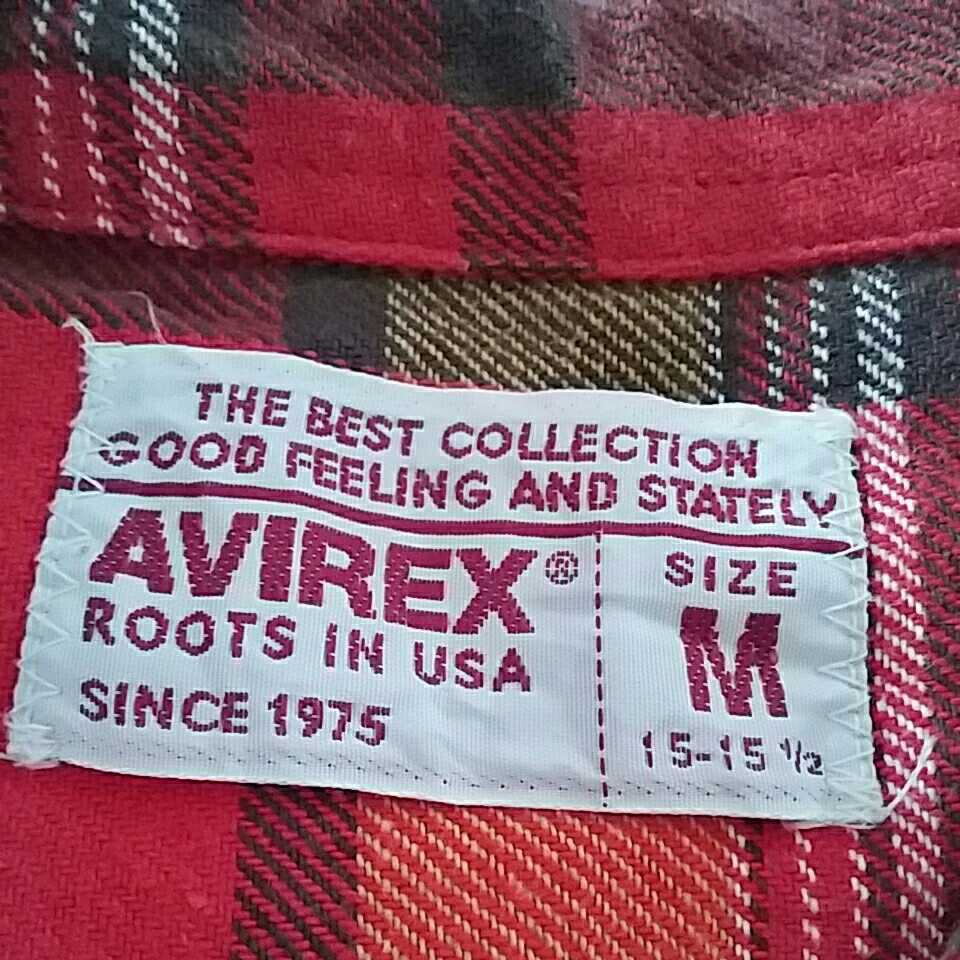 THE BEST COLLECTION
GOOD FEELING AND STATELY
AVIREX®
ROOTS IN USA
SINCE 1975
SIZE
M
15-15 ½